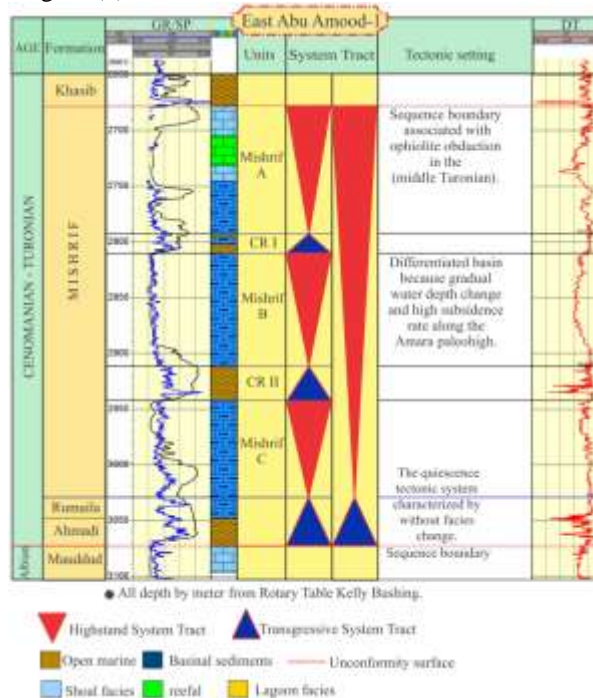 East Abu Amood-1
GR/SP
DT
AGE
Formation
Units
System Tract
Tectonic setting
CENOMANIAN - TURONIAN
Albian
Khasib
MISHRIF
Rumaila
Ahmadi
Mauddud
2700
2800
2850
2900
3000
3050
3100
Mishrif
A
CR I
Mishrif
B
CR II
Mishrif
C
Sequence boundary
associated with
ophiolite obduction
in the
(middle Turonian).
Differentiated basin
because gradual
water depth change
and high subsidence
rate along the
Amara paloohigh.
The quiescence
tectonic system
characterized by
without facies
change.
Sequence boundary
● All depth by meter from Rotary Table Kelly Bushing.
Highstand System Tract
Transgressive System Tract
Open marine
Basinal sediments
Unconformity surface
Shoal facies
reefal
Lagoon facies